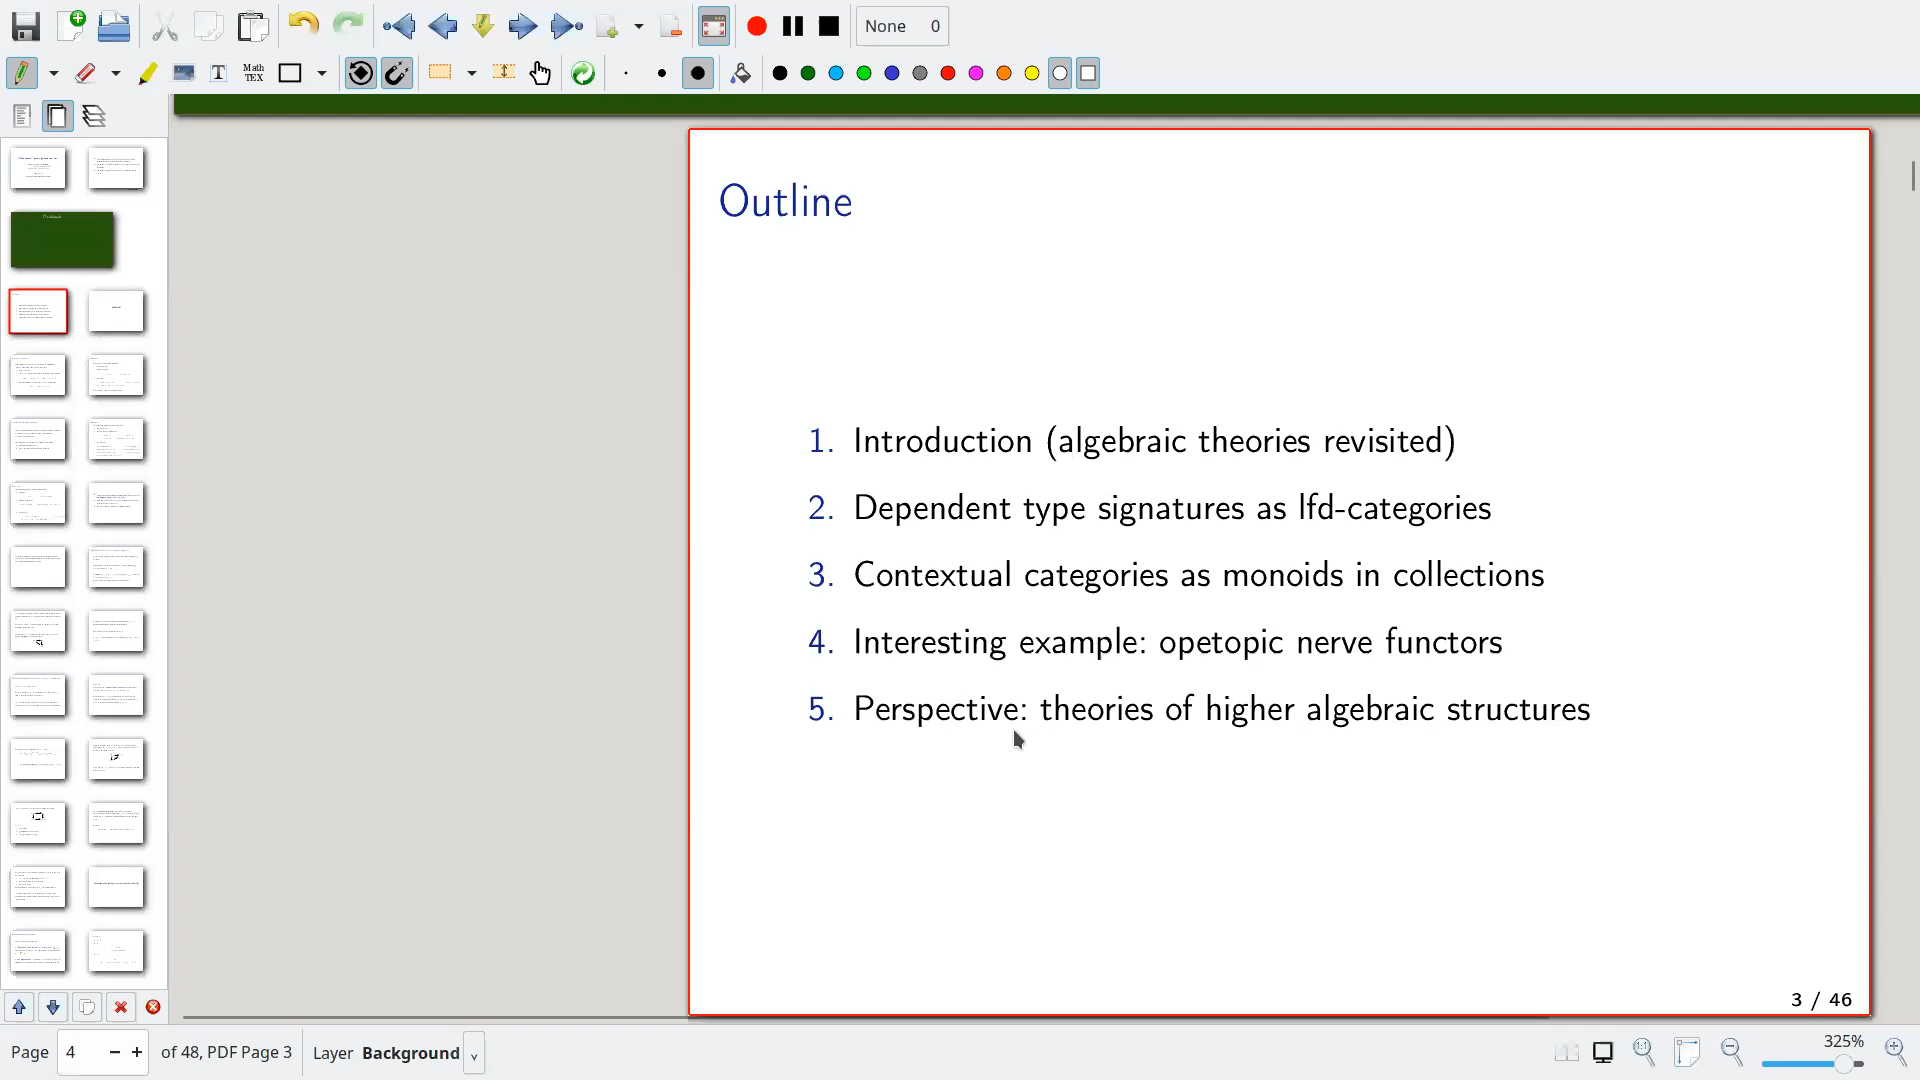 None 0
Math
TEX
Outline
1. Introduction (algebraic theories revisited)
2. Dependent type signatures as lfd-categories
3. Contextual categories as monoids in collections
4. Interesting example: opetopic nerve functors
5. Perspective: theories of higher algebraic structures
3 / 46
Page 4 of 48, PDF Page 3 Layer Background
325%